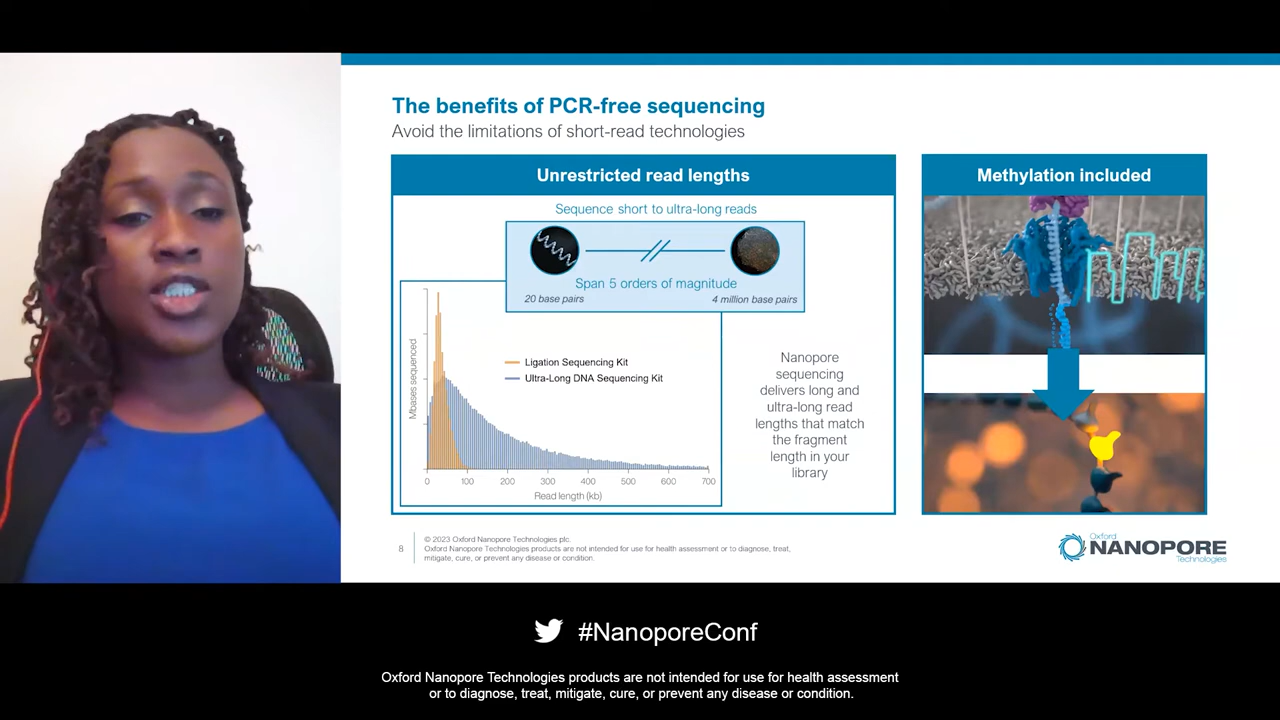 The benefits of PCR-free sequencing
Avoid the limitations of short-read technologies
Unrestricted read lengths
Sequence short to ultra-long reads
Span 5 orders of magnitude
20 base pairs
4 million base pairs
Mbases sequenced
Ligation Sequencing Kit
Ultra-Long DNA Sequencing Kit
0 100 200 300 400 500 600 700
Read length (kb)
Nanopore
sequencing
delivers long and
ultra-long read
lengths that match
the fragment
length in your
library
Methylation included
8
© 2023 Oxford Nanopore Technologies plc.
Oxford Nanopore Technologies products are not intended for use for health assessment or to diagnose, treat,
mitigate, cure, or prevent any disease or condition.
Oxford
NANOPORE
Technologies
#NanoporeConf
Oxford Nanopore Technologies products are not intended for use for health assessment
or to diagnose, treat, mitigate, cure, or prevent any disease or condition.